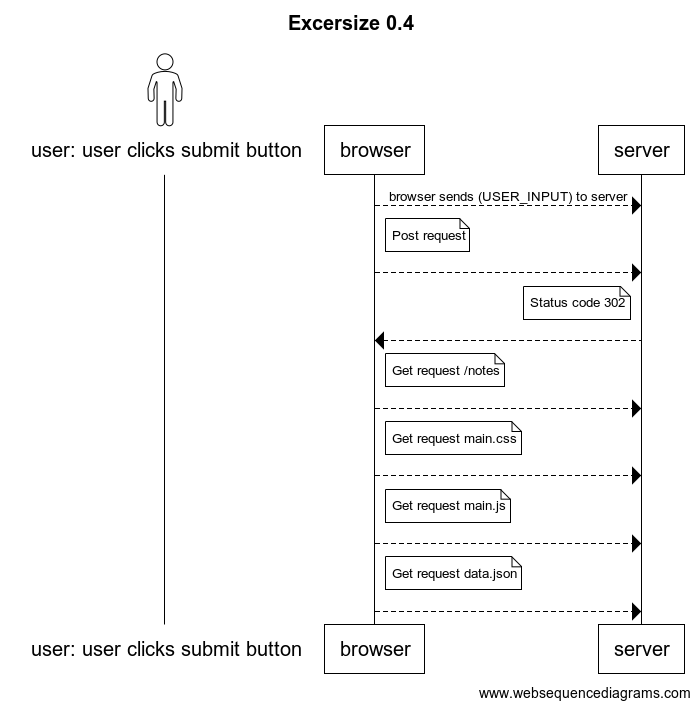 Excersize 0.4
user: user clicks submit button
browser
server
browser sends (USER_INPUT) to server
Post request
Status code 302
Get request /notes
Get request main.css
Get request main.js
Get request data.json
user: user clicks submit button
browser
server
www.websequencediagrams.com